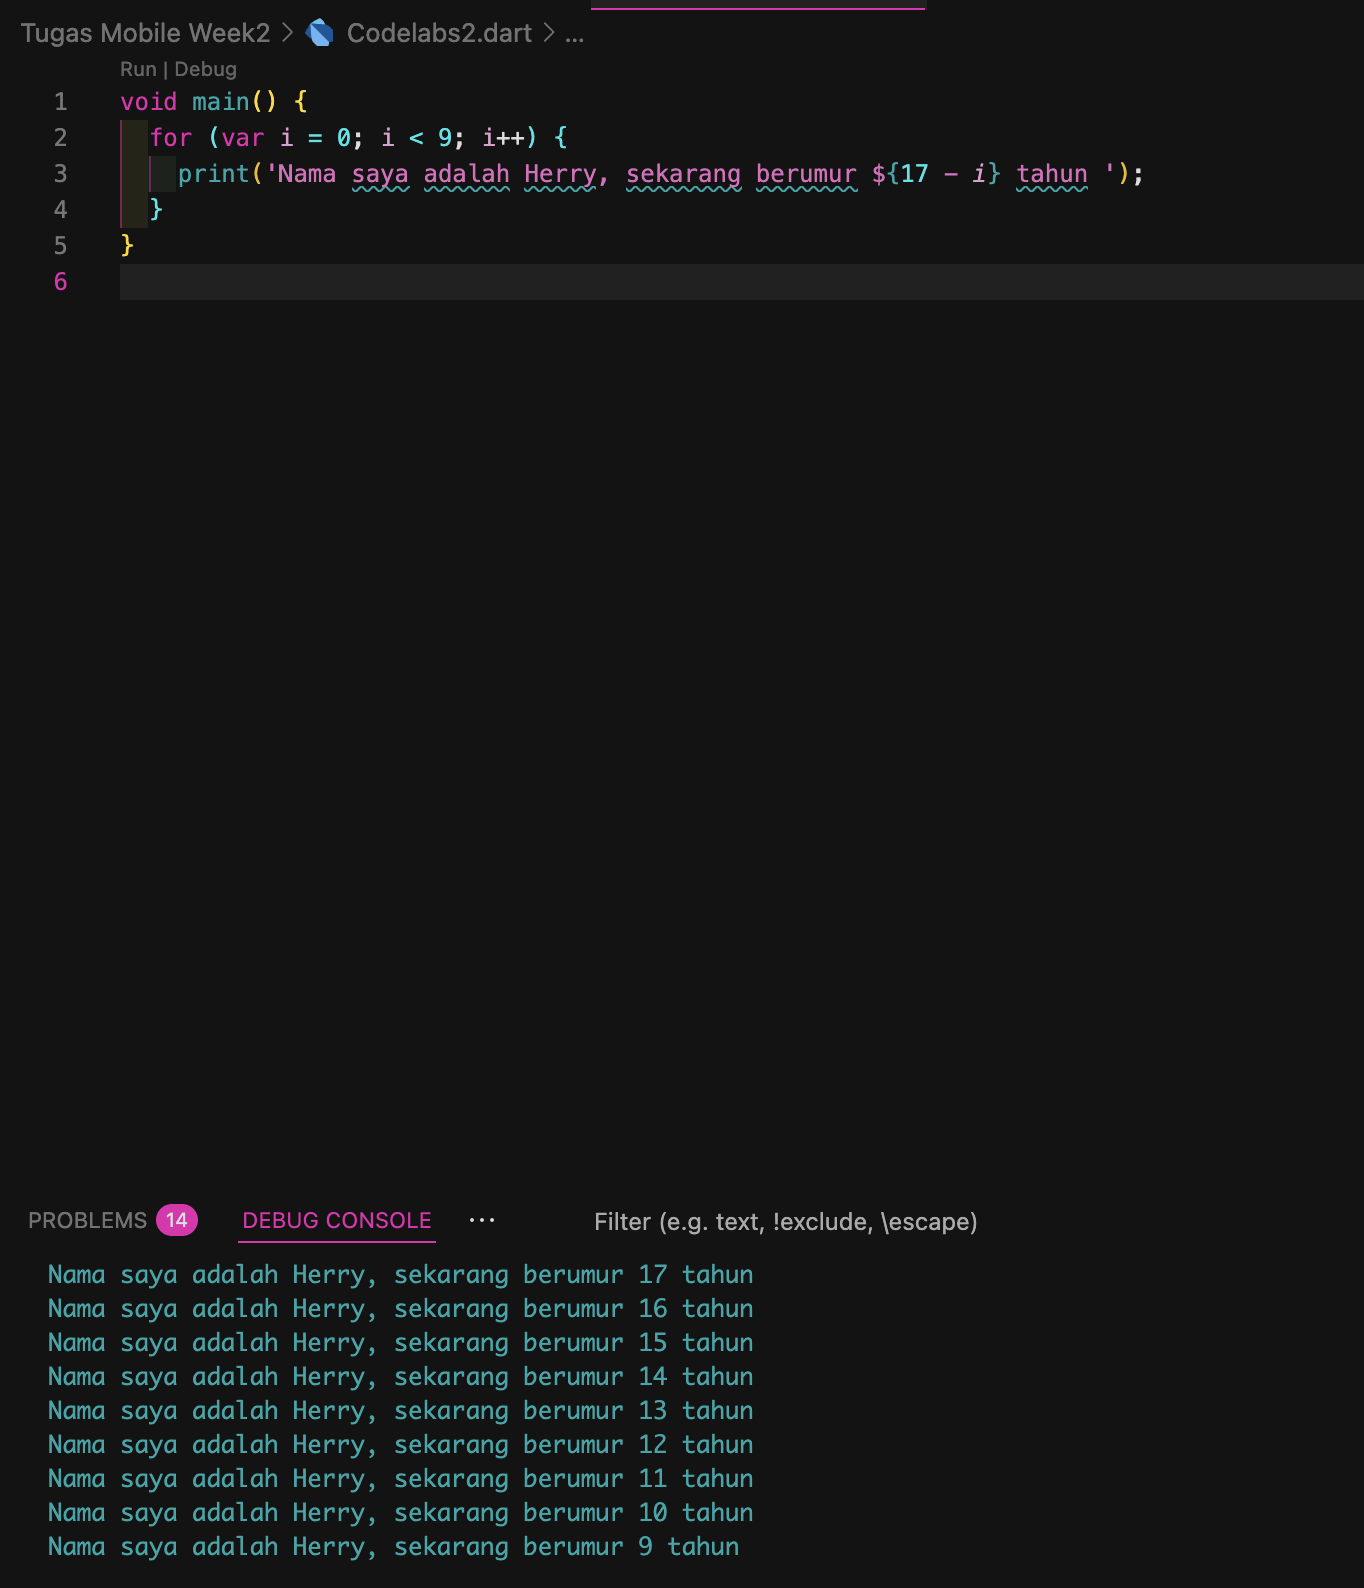 Tugas Mobile Week2 > Codelabs2.dart > ...
Run | Debug
1 void main() {
2 for (var i = 0; i < 9; i++) {
3 print('Nama saya adalah Herry, sekarang berumur ${17 - i} tahun ');
4 }
5 }
6
PROBLEMS 14 DEBUG CONSOLE ... Filter (e.g. text, !exclude, \escape)
Nama saya adalah Herry, sekarang berumur 17 tahun
Nama saya adalah Herry, sekarang berumur 16 tahun
Nama saya adalah Herry, sekarang berumur 15 tahun
Nama saya adalah Herry, sekarang berumur 14 tahun
Nama saya adalah Herry, sekarang berumur 13 tahun
Nama saya adalah Herry, sekarang berumur 12 tahun
Nama saya adalah Herry, sekarang berumur 11 tahun
Nama saya adalah Herry, sekarang berumur 10 tahun
Nama saya adalah Herry, sekarang berumur 9 tahun